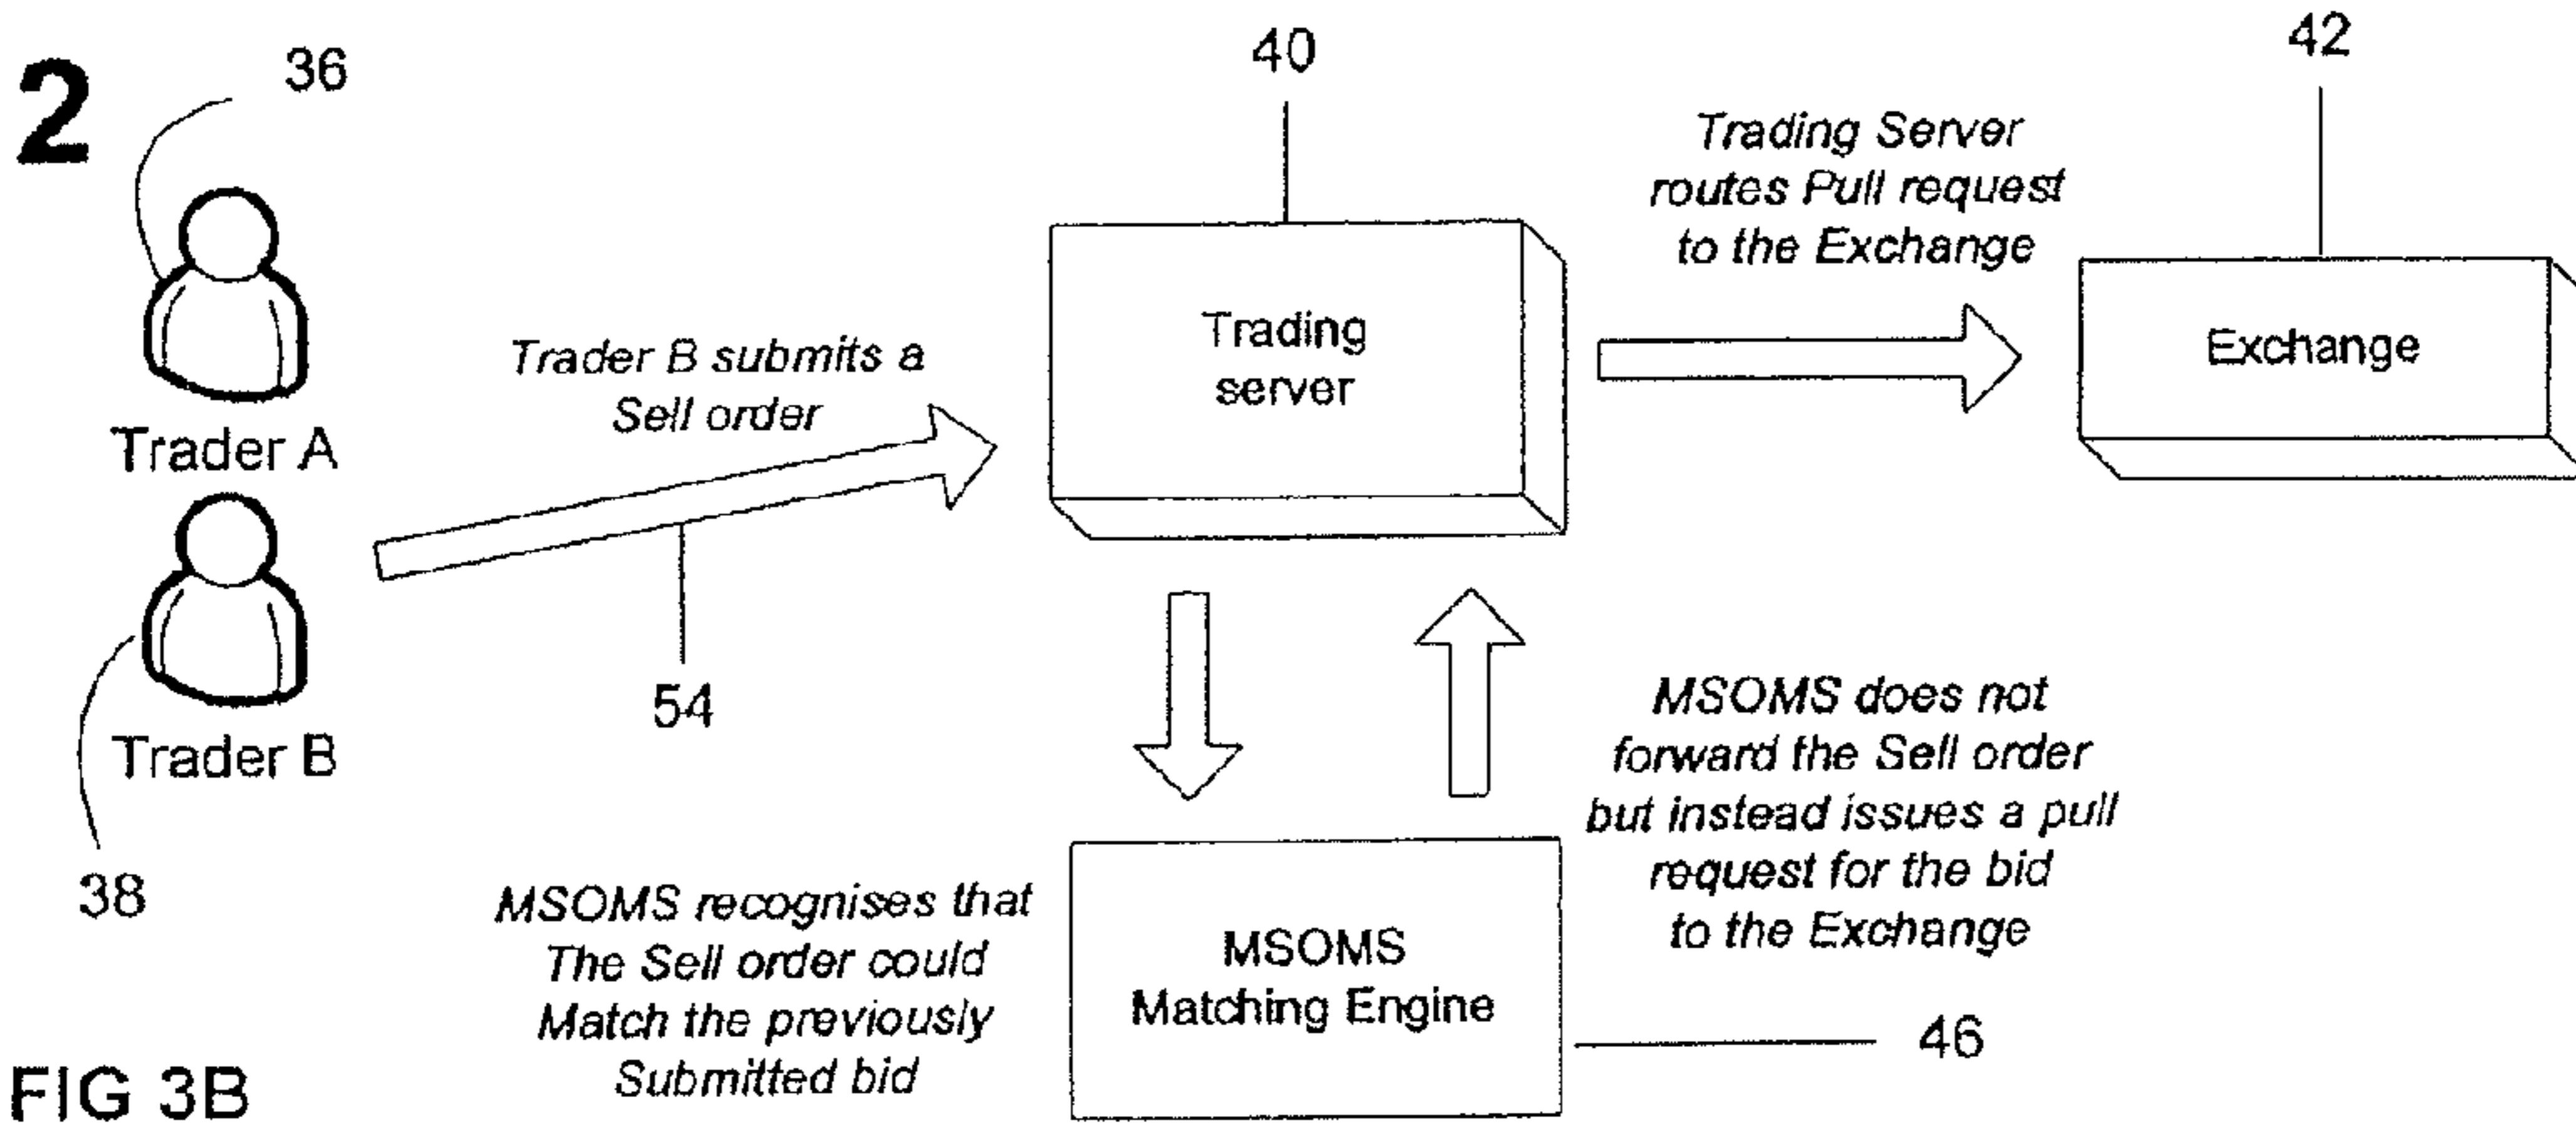 2
36
40
42
Trading Server
routes Pull request
to the Exchange
Trading
server
Exchange
Trader B submits a
Sell order
Trader A
54
Trader B
38
MSOMS does not
forward the Sell order
but instead issues a pull
request for the bid
to the Exchange
MSOMS recognises that
The Sell order could
Match the previously
Submitted bid
MSOMS
Matching Engine
46
FIG 3B